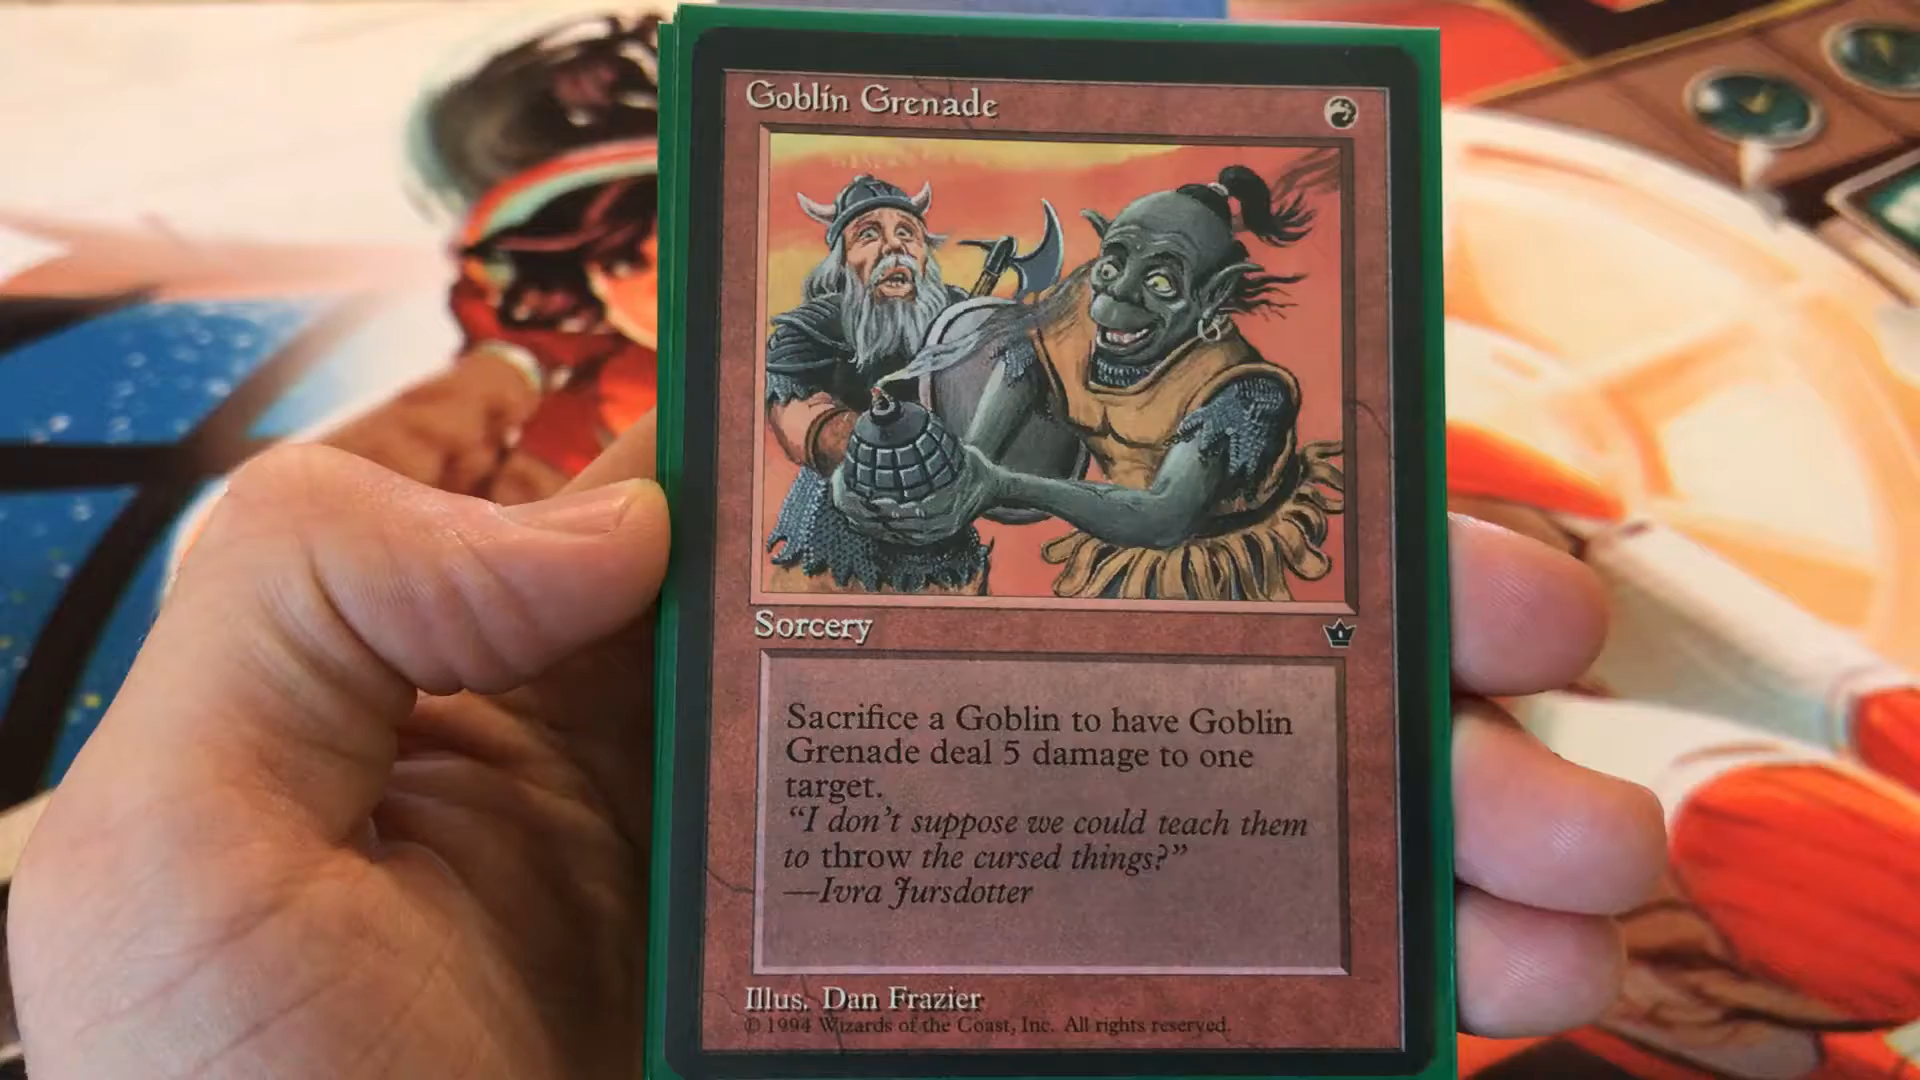 Goblin Grenade
Sorcery
Sacrifice a Goblin to have Goblin
Grenade deal 5 damage to one
target.
“I don’t suppose we could teach them
to throw the cursed things?”
—Ivra Jursdotter
Illus. Dan Frazier
© 1994 Wizards of the Coast, Inc. All rights reserved.